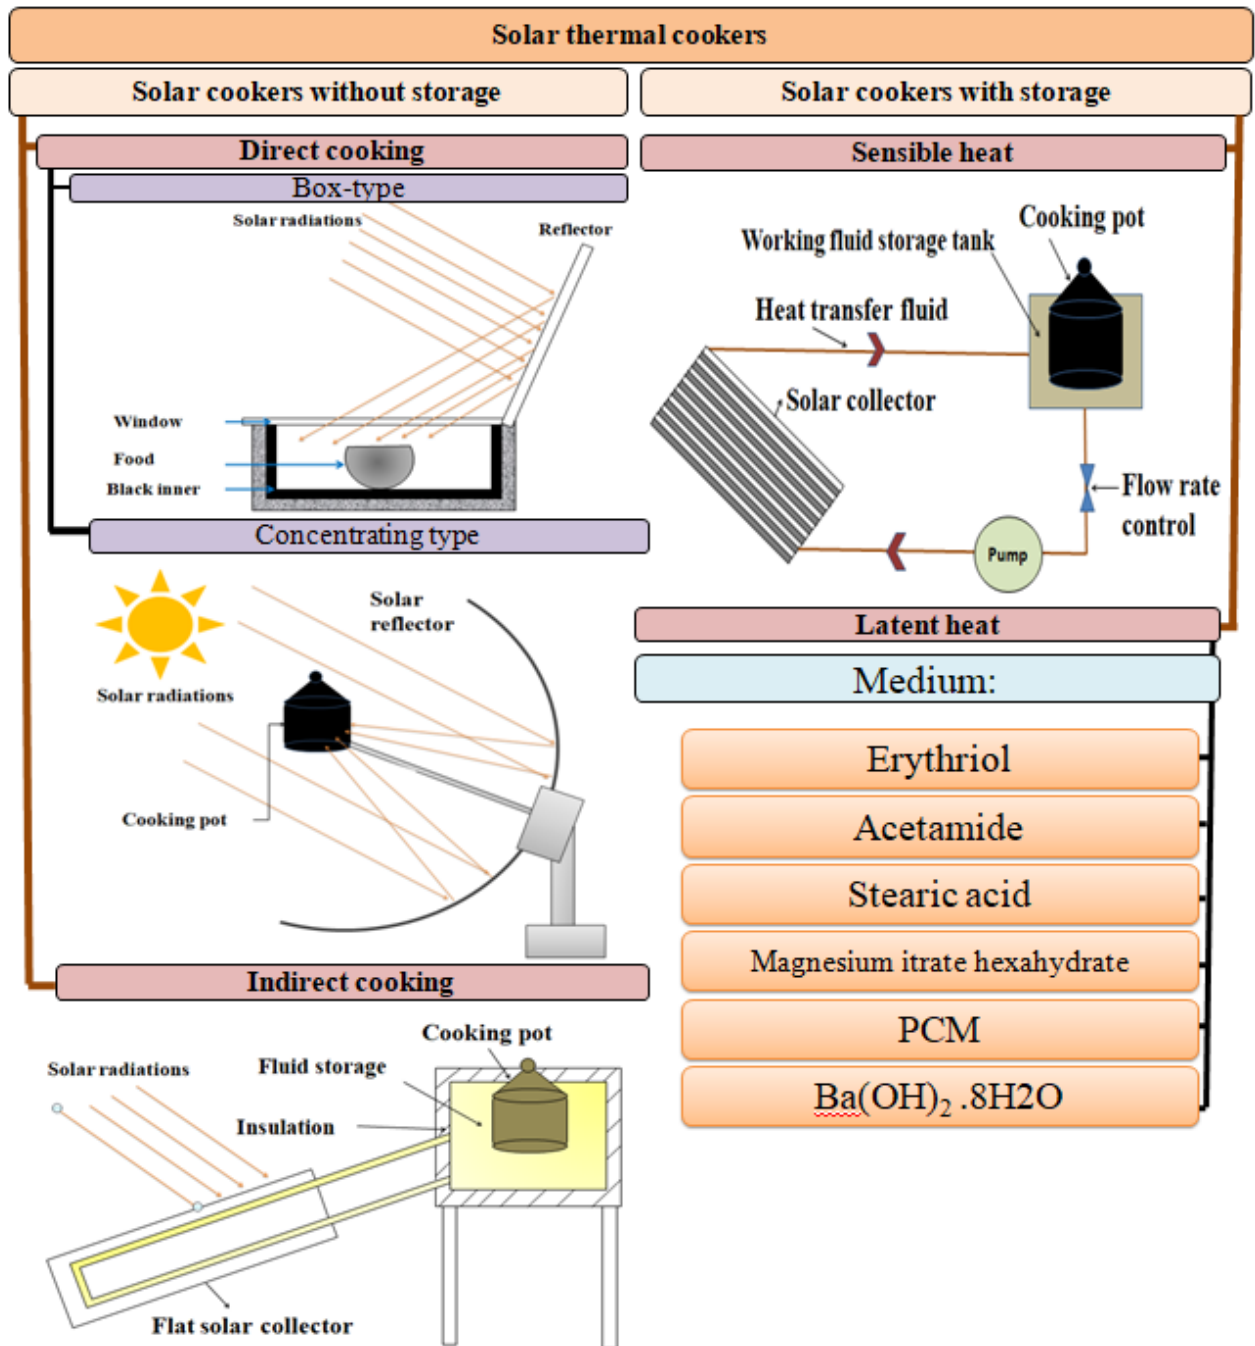 Solar thermal cookers
Solar cookers without storage
Direct cooking
Box-type
Solar radiations
Reflector
Window
Food
Black inner
Concentrating type
Solar
reflector
Solar radiations
Cooking pot
Indirect cooking
Cooking pot
Fluid storage
Solar radiations
Insulation
Flat solar collector
Solar cookers with storage
Sensible heat
Cooking pot
Working fluid storage tank
Heat transfer fluid
Solar collector
Flow rate
control
Pump
Latent heat
Medium:
Erythriol
Acetamide
Stearic acid
Magnesium itrate hexahydrate
PCM
Ba(OH)₂ .8H2O